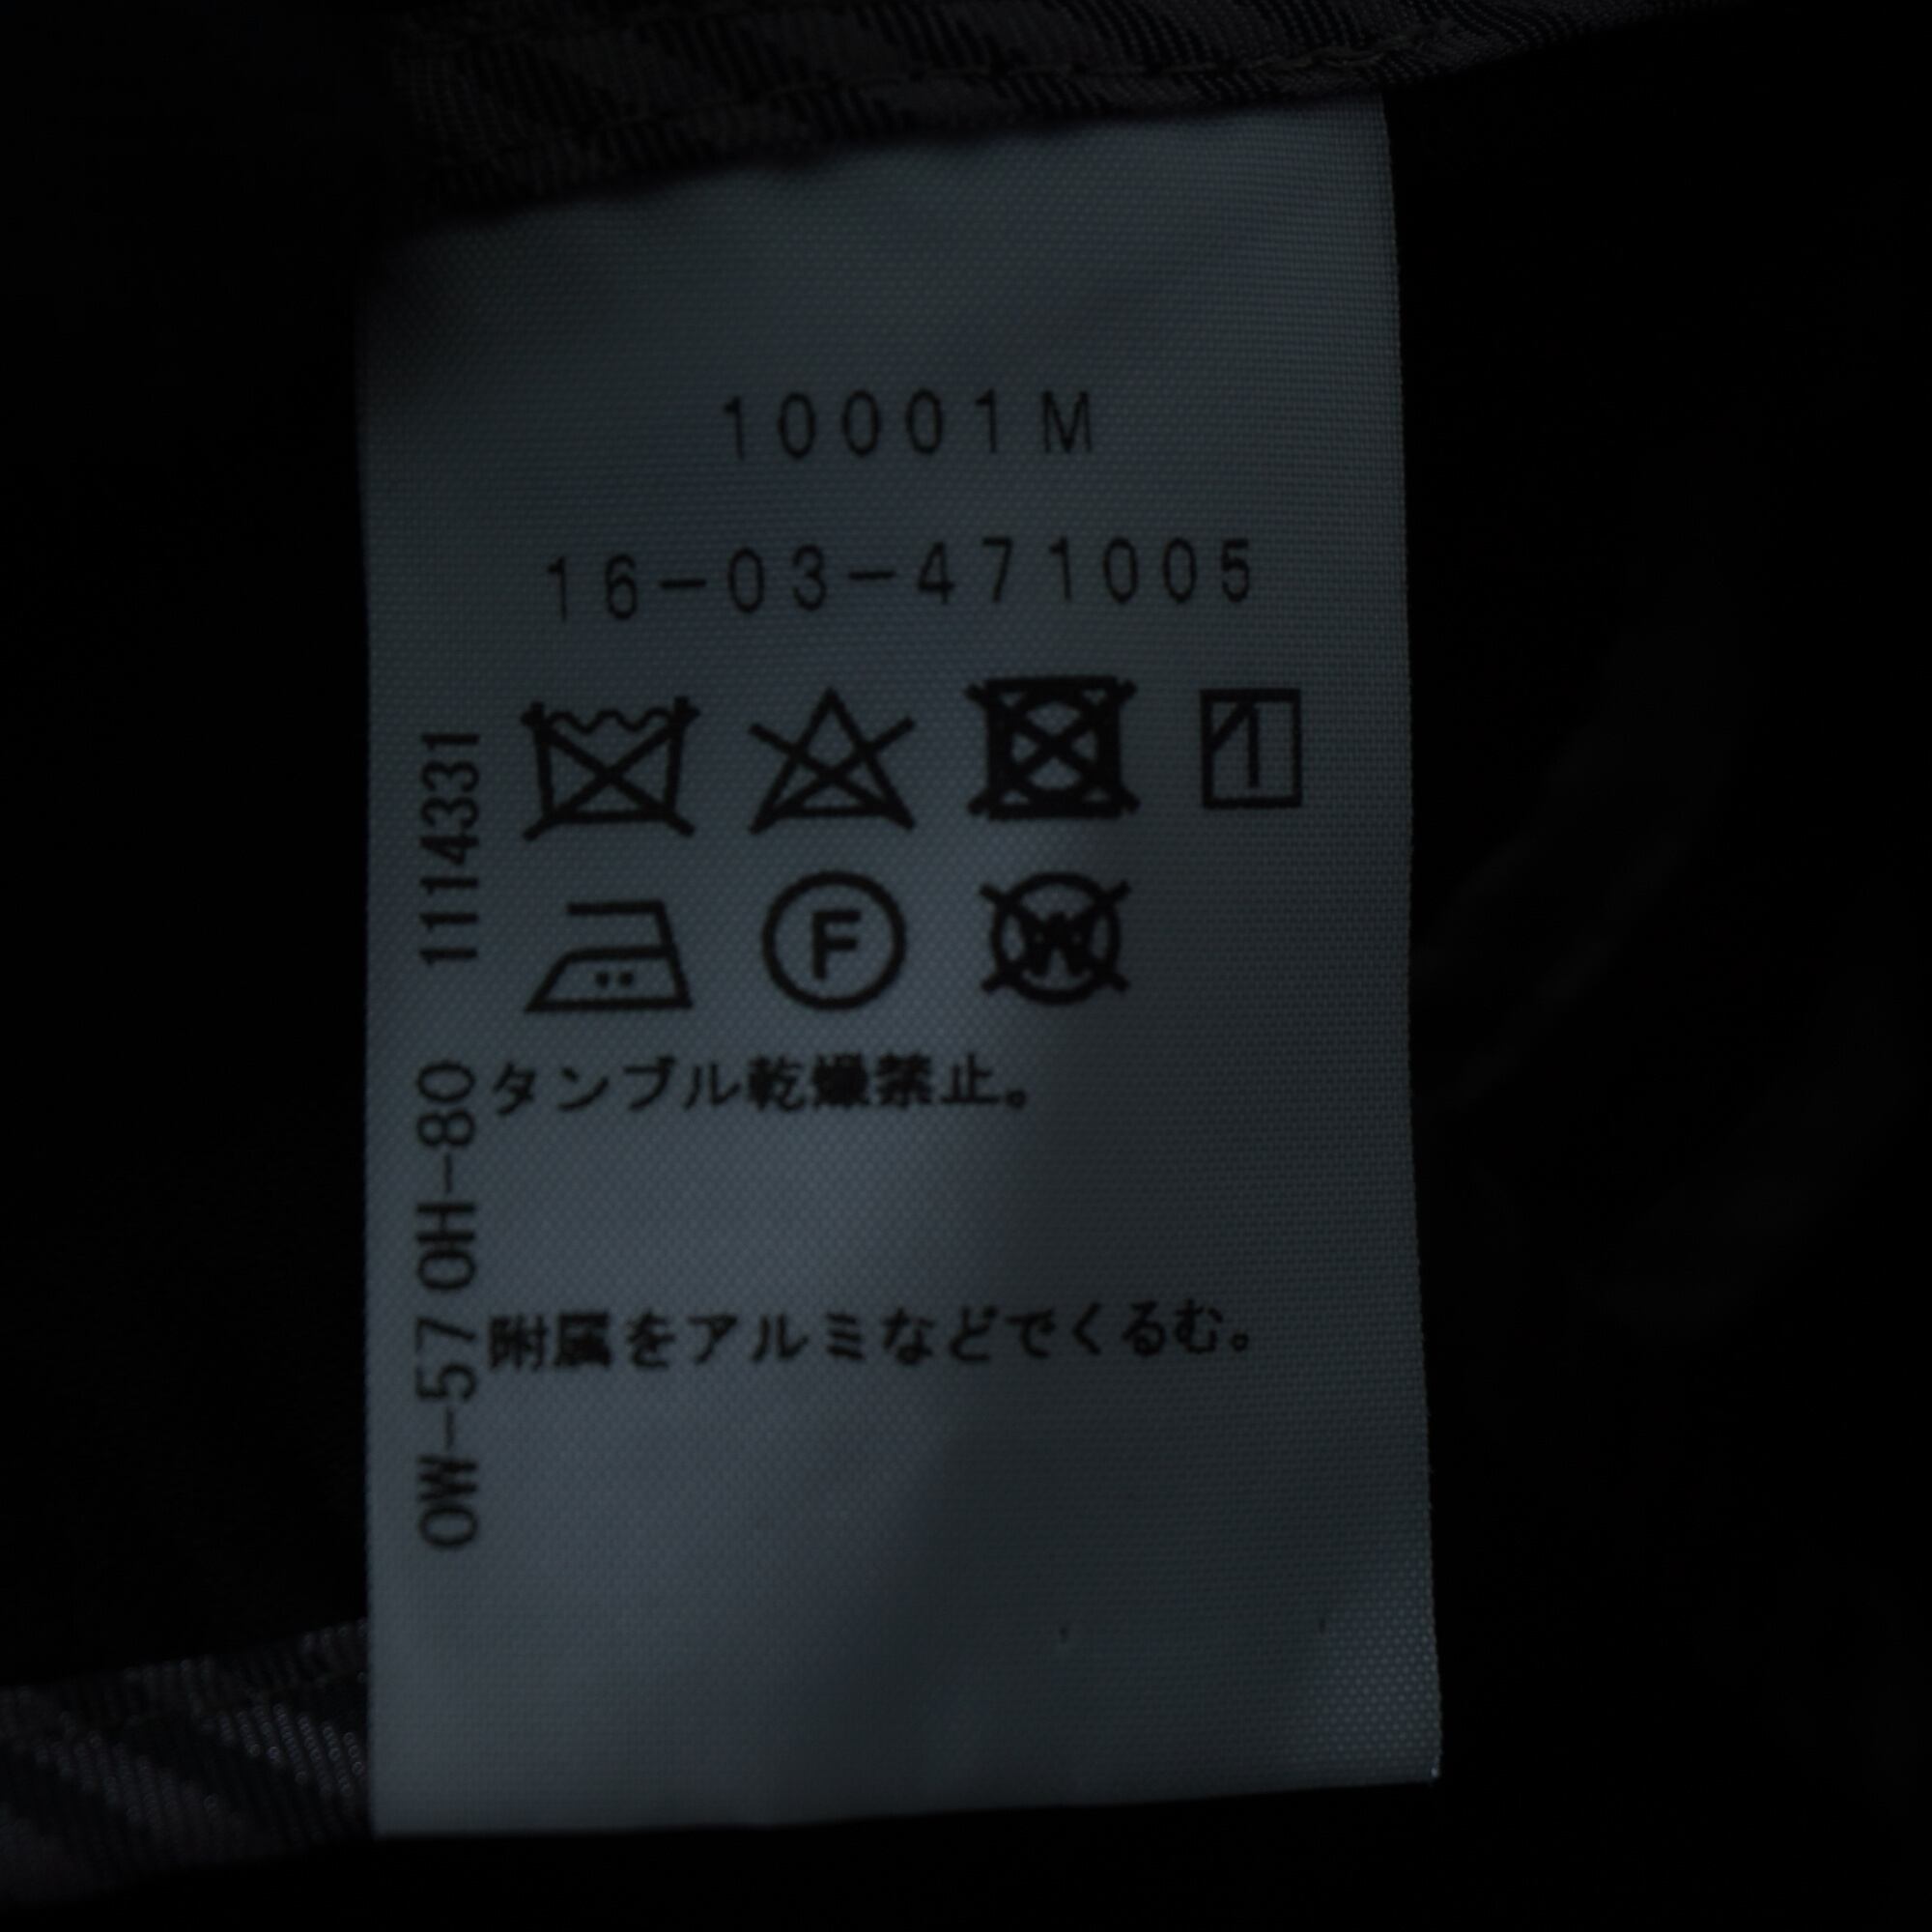 10001M
16-03-471005
F
W
タンブル乾燥禁止。
附属をアルミなどでくるむ。
OW-57 OH-80 1114331